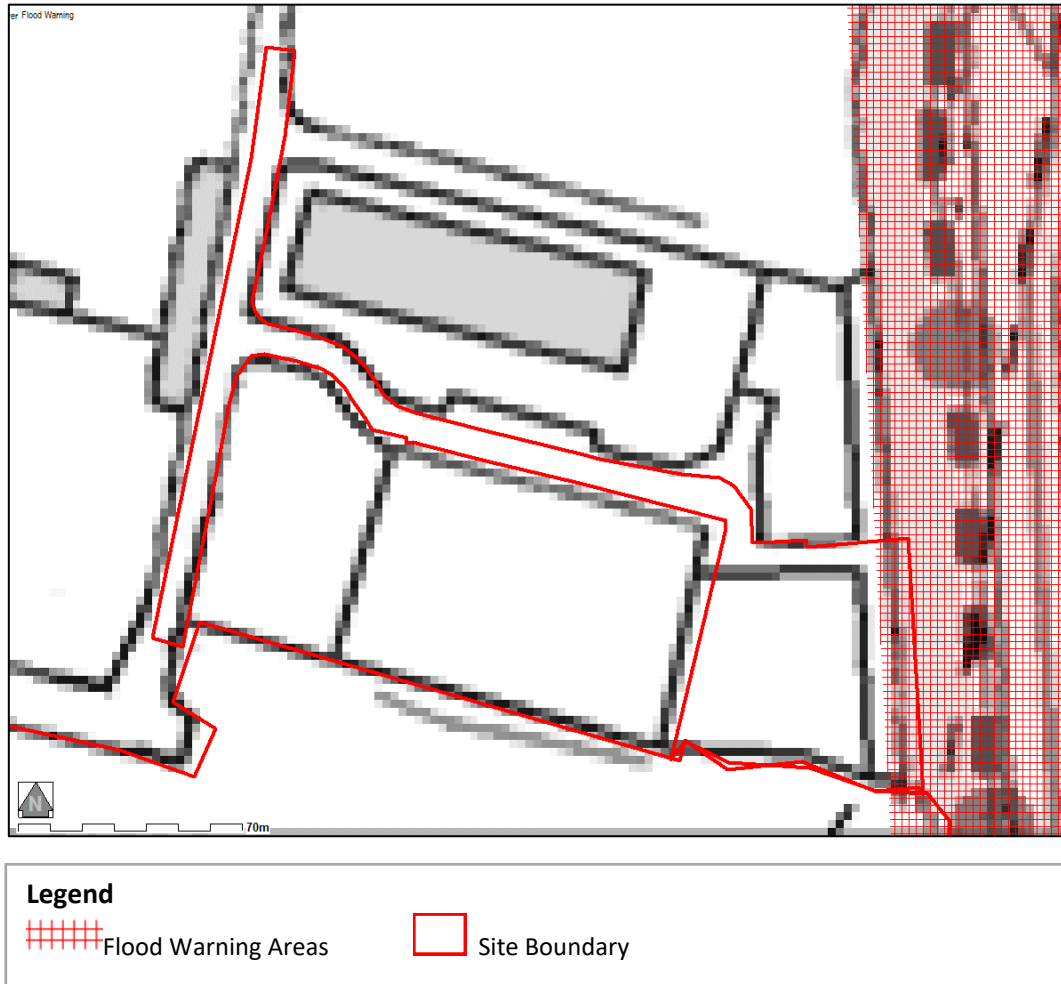 er Flood Warning
N
70m
Legend
Flood Warning Areas
Site Boundary